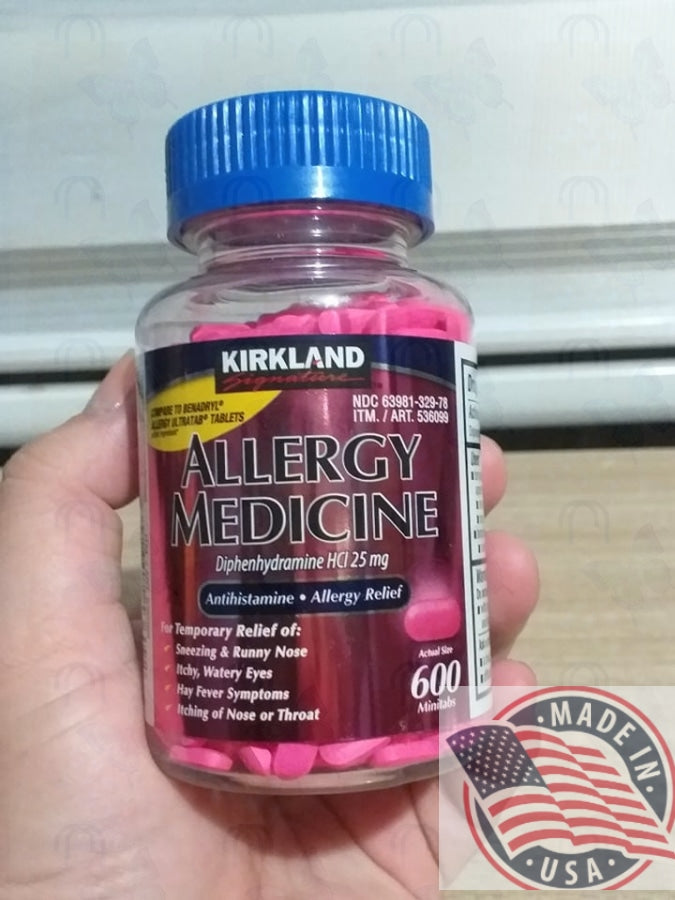 KIRKLAND
Signature
COMPARE TO BENADRYL®
ALLERGY ULTRATAB® TABLETS
NDC 63981-329-78
ITM. / ART. 536099
ALLERGY
MEDICINE
Diphenhydramine HCl 25 mg
Antihistamine • Allergy Relief
For Temporary Relief of:
Sneezing & Runny Nose
Itchy, Watery Eyes
Hay Fever Symptoms
Itching of Nose or Throat
Actual Size
600
Minitabs
·MADE IN·
·USA·